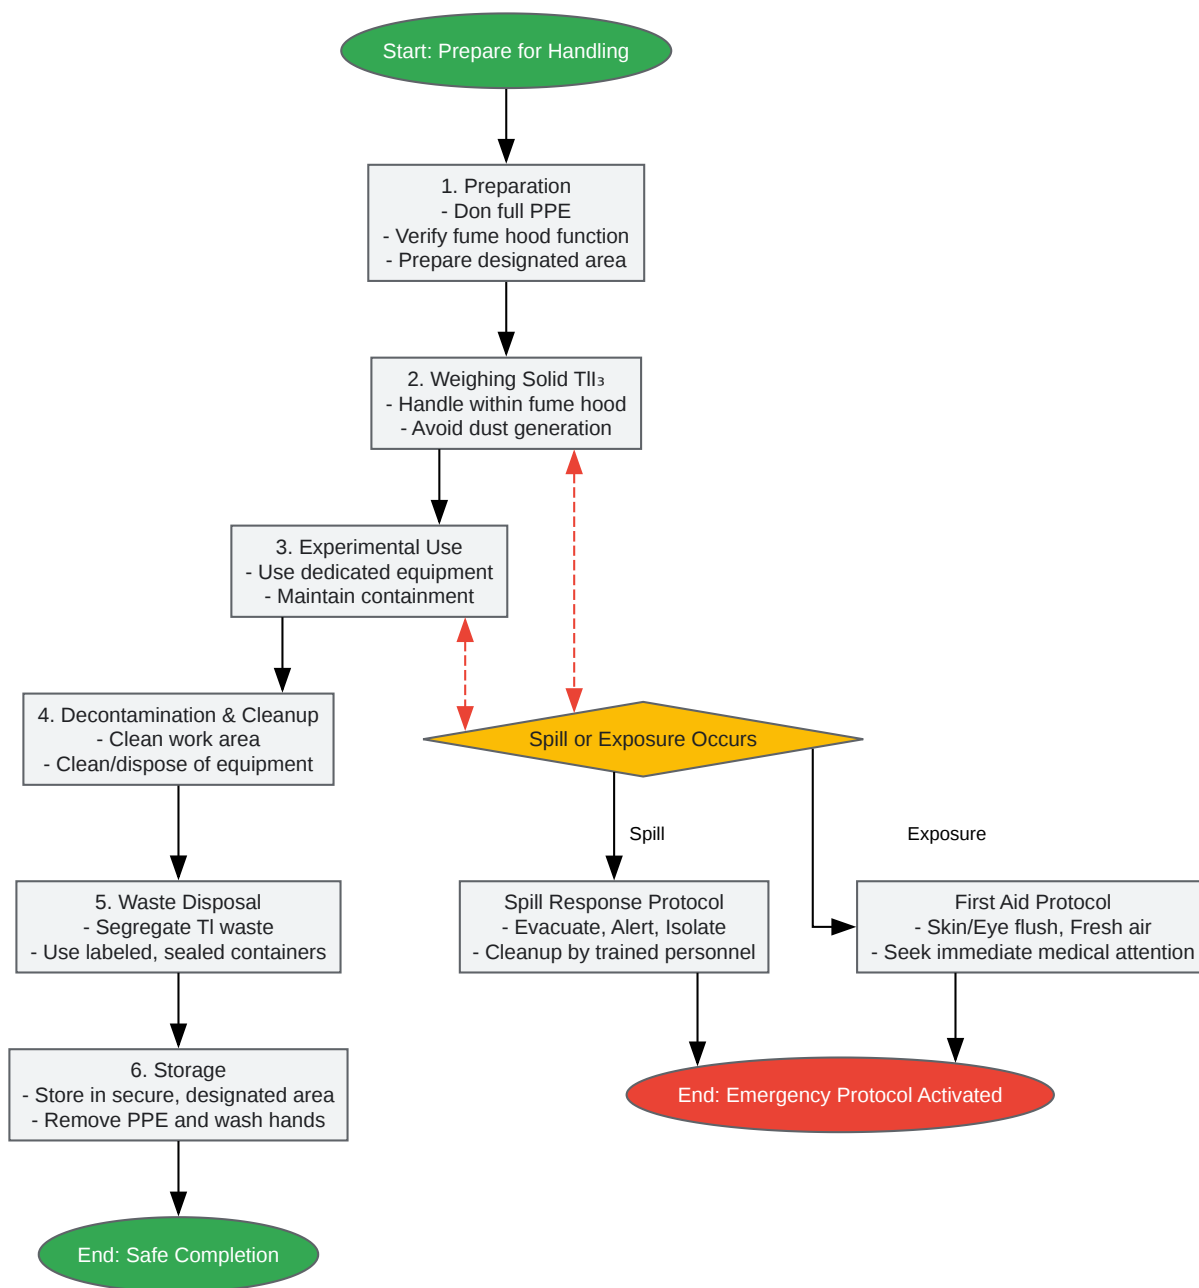 Start: Prepare for Handling
1. Preparation
- Don full PPE
- Verify fume hood function
- Prepare designated area
2. Weighing Solid TlI₃
- Handle within fume hood
- Avoid dust generation
3. Experimental Use
- Use dedicated equipment
- Maintain containment
4. Decontamination & Cleanup
- Clean work area
- Clean/dispose of equipment
Spill or Exposure Occurs
Spill
Exposure
5. Waste Disposal
- Segregate Tl waste
- Use labeled, sealed containers
Spill Response Protocol
- Evacuate, Alert, Isolate
- Cleanup by trained personnel
First Aid Protocol
- Skin/Eye flush, Fresh air
- Seek immediate medical attention
6. Storage
- Store in secure, designated area
- Remove PPE and wash hands
End: Emergency Protocol Activated
End: Safe Completion